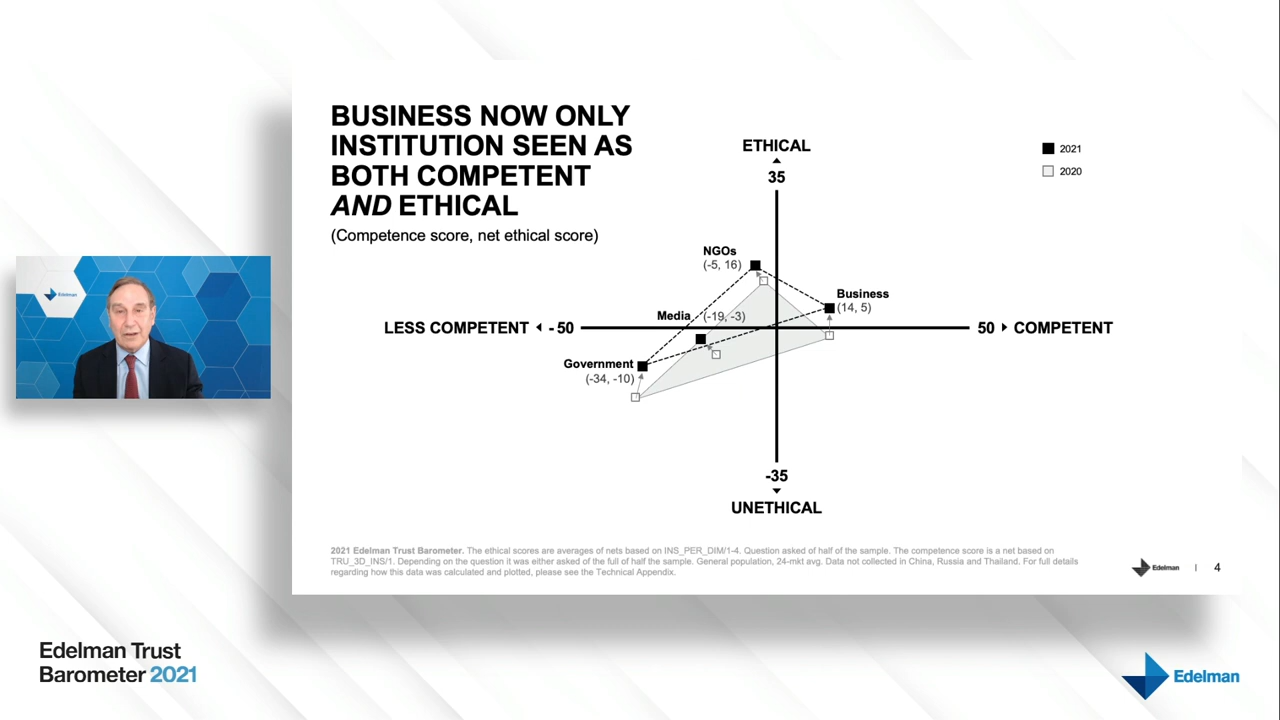 BUSINESS NOW ONLY
INSTITUTION SEEN AS
BOTH COMPETENT
AND ETHICAL
(Competence score, net ethical score)
ETHICAL
35
2021
2020
NGOs
(-5, 16)
Business
(14, 5)
Media
(-19, -3)
LESS COMPETENT
- 50
50
COMPETENT
Government
(-34, -10)
-35
UNETHICAL
2021 Edelman Trust Barometer. The ethical scores are averages of nets based on INS_PER_DIM/1-4. Question asked of half of the sample. The competence score is a net based on
TRU_3D_INS/1. Depending on the question it was either asked of the full of half the sample. General population, 24-mkt avg. Data not collected in China, Russia and Thailand. For full details
regarding how this data was calculated and plotted, please see the Technical Appendix.
Edelman | 4
Edelman
Edelman Trust
Barometer 2021
Edelman